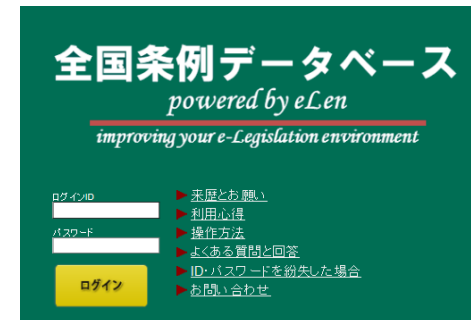 全国条例データベース
powered by eLen
improving your e-Legislation environment
ログインID
パスワード
ログイン
▶来歴とお願い
▶利用心得
▶操作方法
▶よくある質問と回答
▶ID・パスワードを紛失した場合
▶お問い合わせ